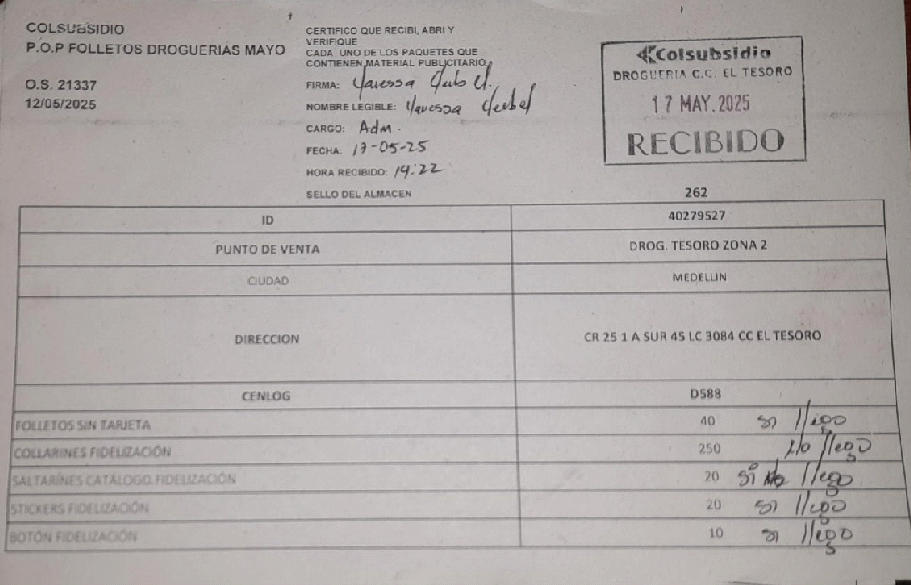 COLSUBSIDIO
P.O.P FOLLETOS DROGUERIAS MAYO
O.S. 21337
12/05/2025
CERTIFICO QUE RECIBI, ABRI Y
VERIFIQUE
CADA UNO DE LOS PAQUETES QUE
CONTIENEN MATERIAL PUBLICITARIO
FIRMA: Vanessa
NOMBRE LEGIBLE: Vanessa
CARGO: Adm.
FECHA: 17-05-25
HORA RECIBIDO: 14:22
SELLO DEL ALMACEN
Colsubsidio
DROGUERIA C.C. EL TESORO
17 MAY. 2025
RECIBIDO
262
ID 40279527
PUNTO DE VENTA DROG. TESORO ZONA 2
CIUDAD MEDELLIN
DIRECCION CR 25 1 A SUR 45 LC 3084 CC EL TESORO
CENLOG D588
FOLLETOS SIN TARJETA 40 si llego
COLLARINES FIDELIZACIÓN 250 No llego
SALTARINES CATÁLOGO FIDELIZACIÓN 20 si No llego
STICKERS FIDELIZACIÓN 20 si llego
BOTÓN FIDELIZACIÓN 10 si llego